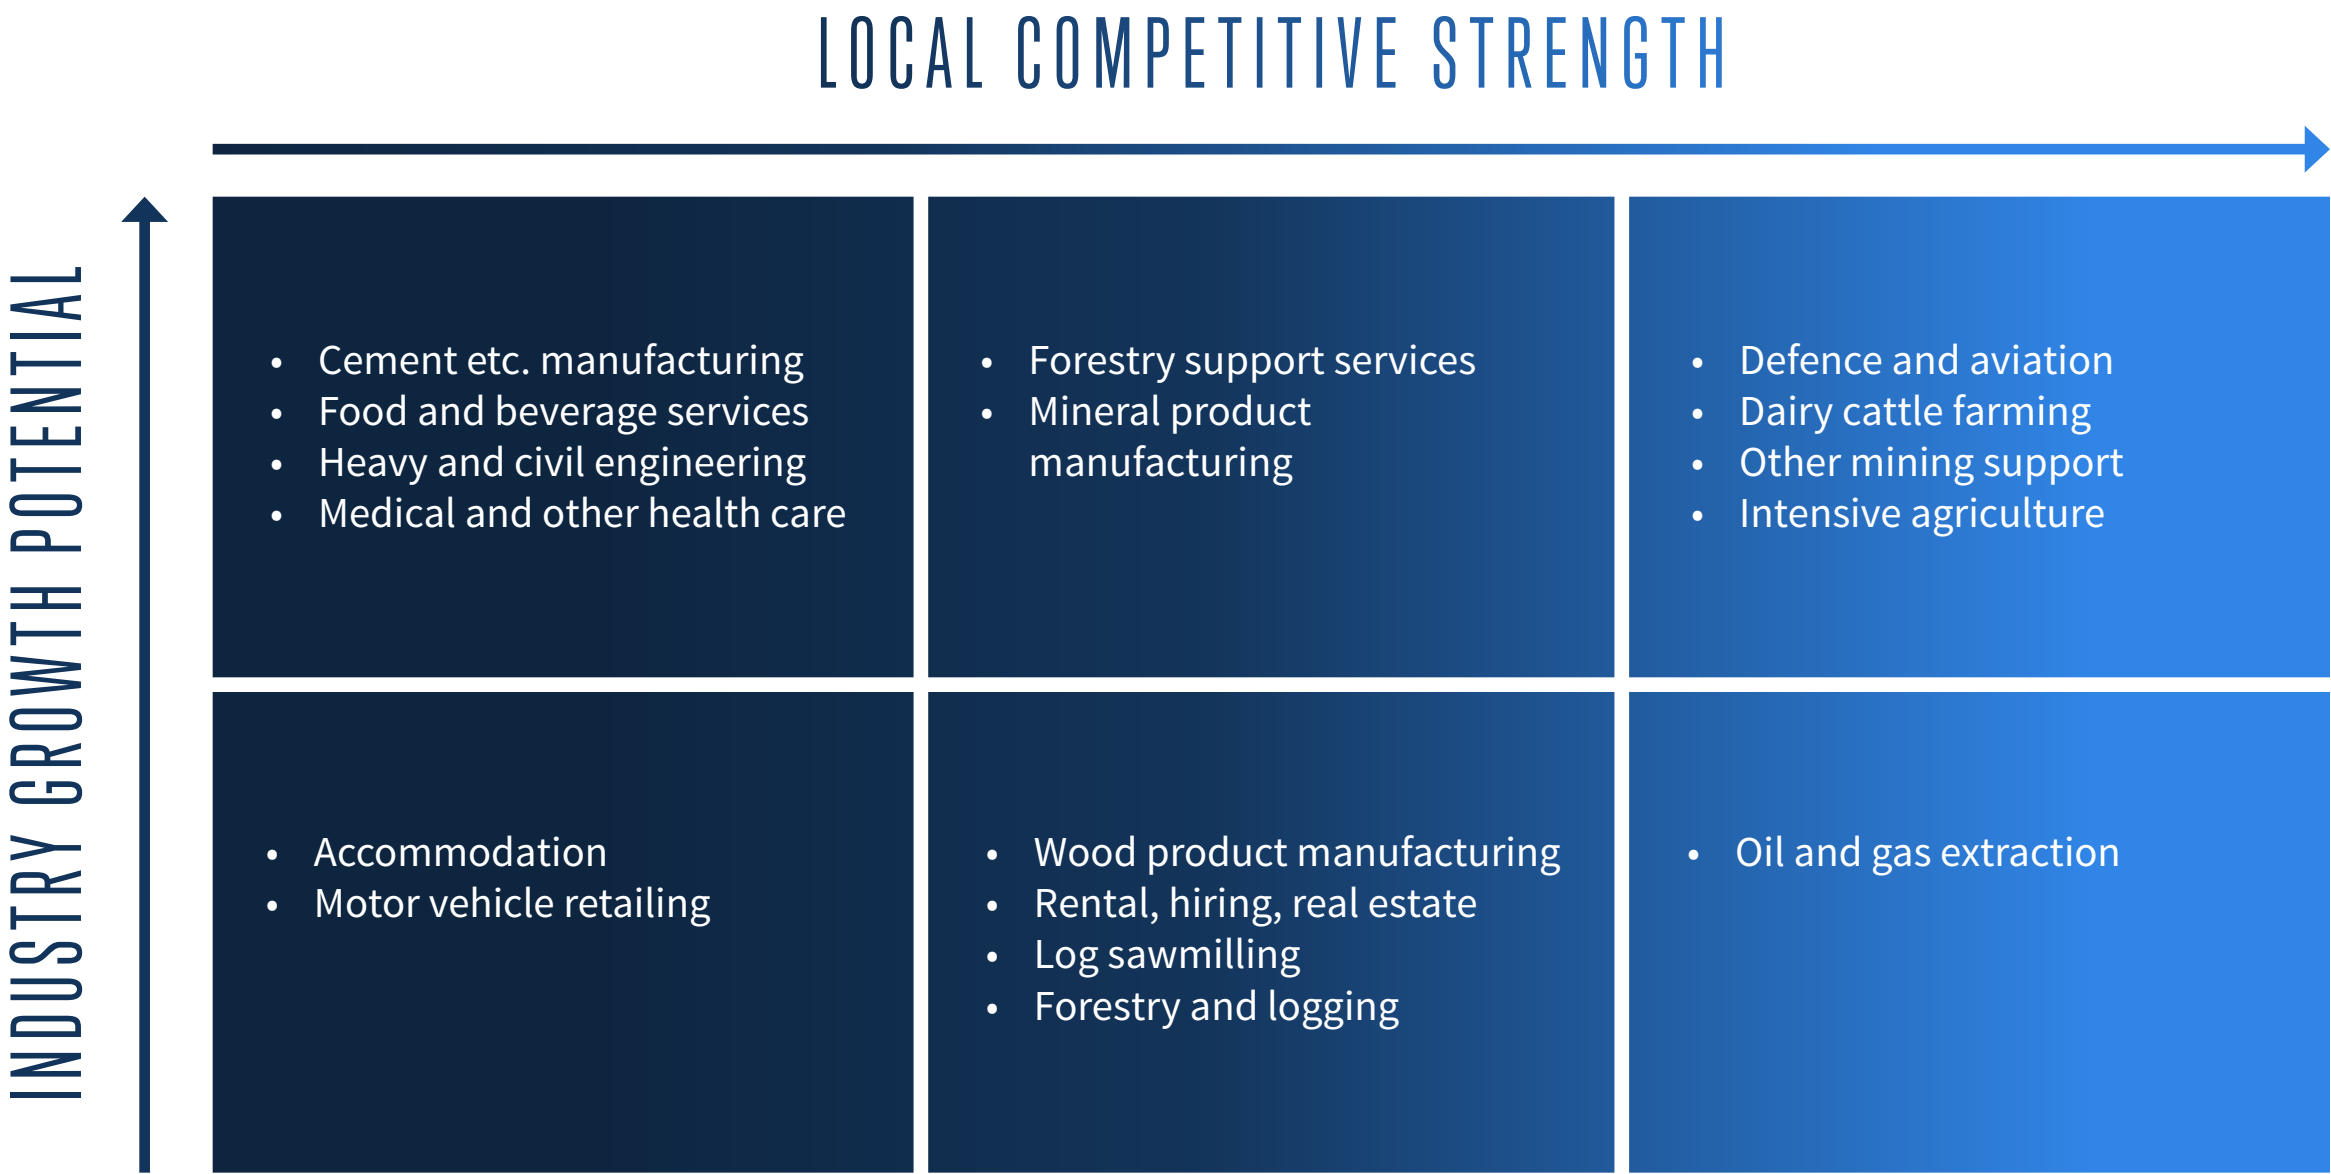 LOCAL COMPETITIVE STRENGTH
INDUSTRY GROWTH POTENTIAL
• Cement etc. manufacturing
• Food and beverage services
• Heavy and civil engineering
• Medical and other health care
• Forestry support services
• Mineral product
manufacturing
• Defence and aviation
• Dairy cattle farming
• Other mining support
• Intensive agriculture
• Accommodation
• Motor vehicle retailing
• Wood product manufacturing
• Rental, hiring, real estate
• Log sawmilling
• Forestry and logging
• Oil and gas extraction